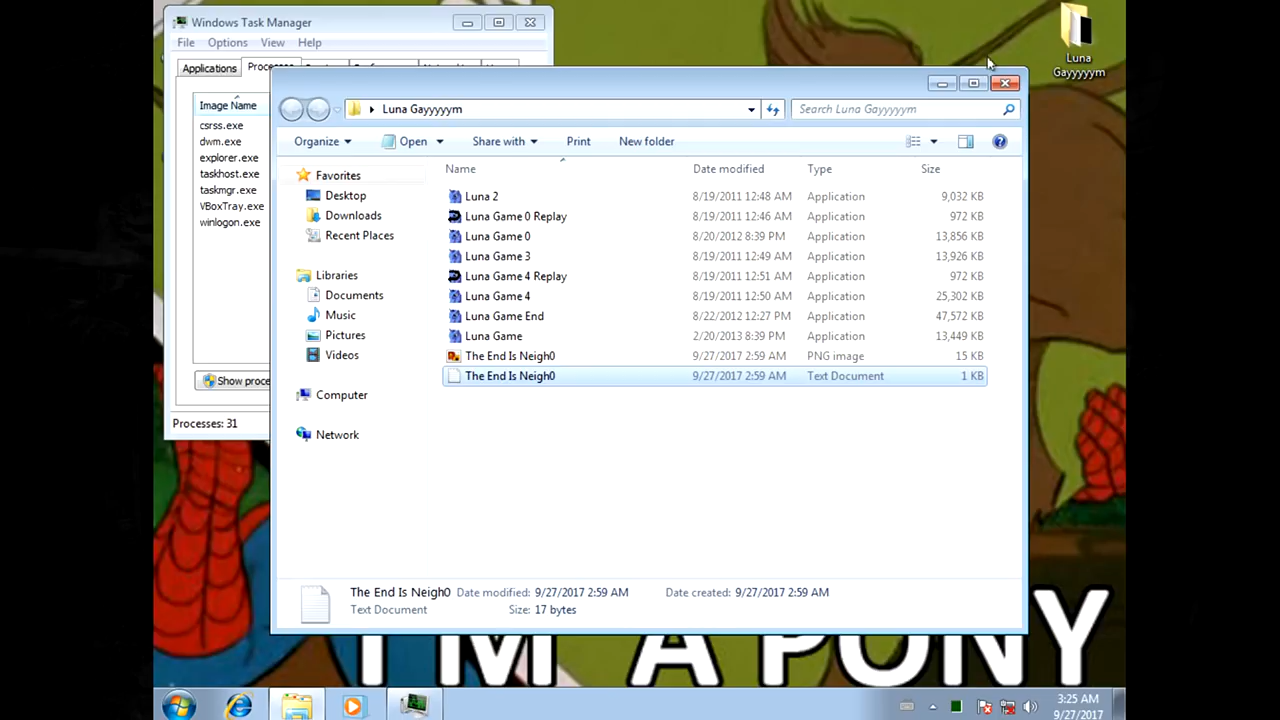 Windows Task Manager
File Options View Help
Applications
Image Name
csrss.exe
dwm.exe
explorer.exe
taskhost.exe
taskmgr.exe
VBoxTray.exe
winlogon.exe
Show proce
Processes: 31
Luna
Gayyyyym
Luna Gayyyyym
Search Luna Gayyyyym
Organize Open Share with Print New folder
Name Date modified Type Size
Favorites
Desktop
Downloads
Recent Places
Libraries
Documents
Music
Pictures
Videos
Computer
Network
Luna 2 8/19/2011 12:48 AM Application 9,032 KB
Luna Game 0 Replay 8/19/2011 12:46 AM Application 972 KB
Luna Game 0 8/20/2012 8:39 PM Application 13,856 KB
Luna Game 3 8/19/2011 12:49 AM Application 13,926 KB
Luna Game 4 Replay 8/19/2011 12:51 AM Application 972 KB
Luna Game 4 8/19/2011 12:50 AM Application 25,302 KB
Luna Game End 8/22/2012 12:27 PM Application 47,572 KB
Luna Game 2/20/2013 8:39 PM Application 13,449 KB
The End Is Neigh0 9/27/2017 2:59 AM PNG image 15 KB
The End Is Neigh0 9/27/2017 2:59 AM Text Document 1 KB
The End Is Neigh0 Date modified: 9/27/2017 2:59 AM Date created: 9/27/2017 2:59 AM
Text Document Size: 17 bytes
I'M A PONY
3:25 AM
9/27/2017